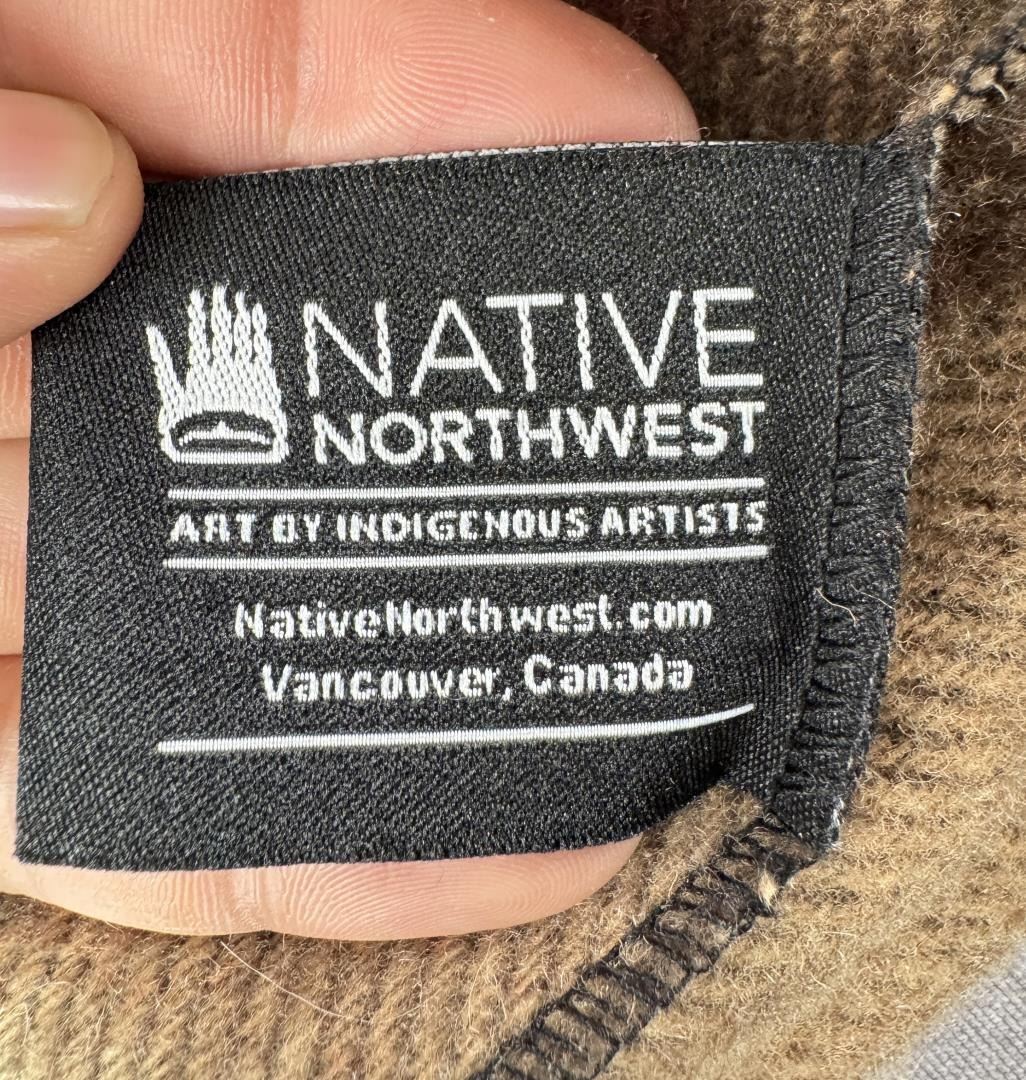 NATIVE
NORTHWEST
ART BY INDIGENOUS ARTISTS
NativeNorthwest.com
Vancouver, Canada